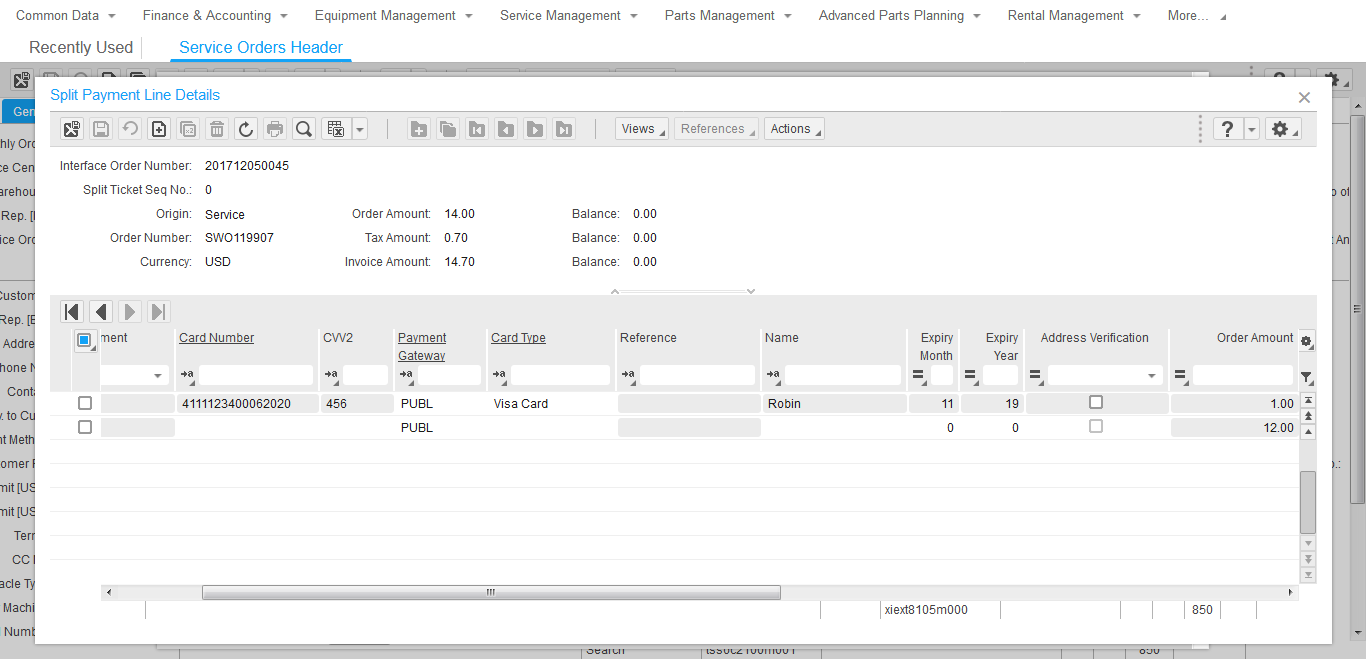 Common Data Finance & Accounting Equipment Management Service Management Parts Management Advanced Parts Planning Rental Management More...
Recently Used Service Orders Header
Split Payment Line Details
Views References Actions ?
Interface Order Number: 201712050045
Split Ticket Seq No.: 0
Origin: Service Order Amount: 14.00 Balance: 0.00
Order Number: SWO119907 Tax Amount: 0.70 Balance: 0.00
Currency: USD Invoice Amount: 14.70 Balance: 0.00
ment Card Number CVV2 Payment Gateway Card Type Reference Name Expiry Month Expiry Year Address Verification Order Amount
4111123400062020 456 PUBL Visa Card Robin 11 19 1.00
PUBL 0 0 12.00
xiext8105m000 850
Gen
hly Ord
ce Cen
arehou
Rep. [I
ice Ord
Custom
Rep. [E
Addre
hone N
Conta
y. to Cu
nt Meth
omer F
mit [US
mit [US
Term
CC I
acle Ty
Machi
l Numb
o of
t An
o.:
Search tssoc2100m001 850